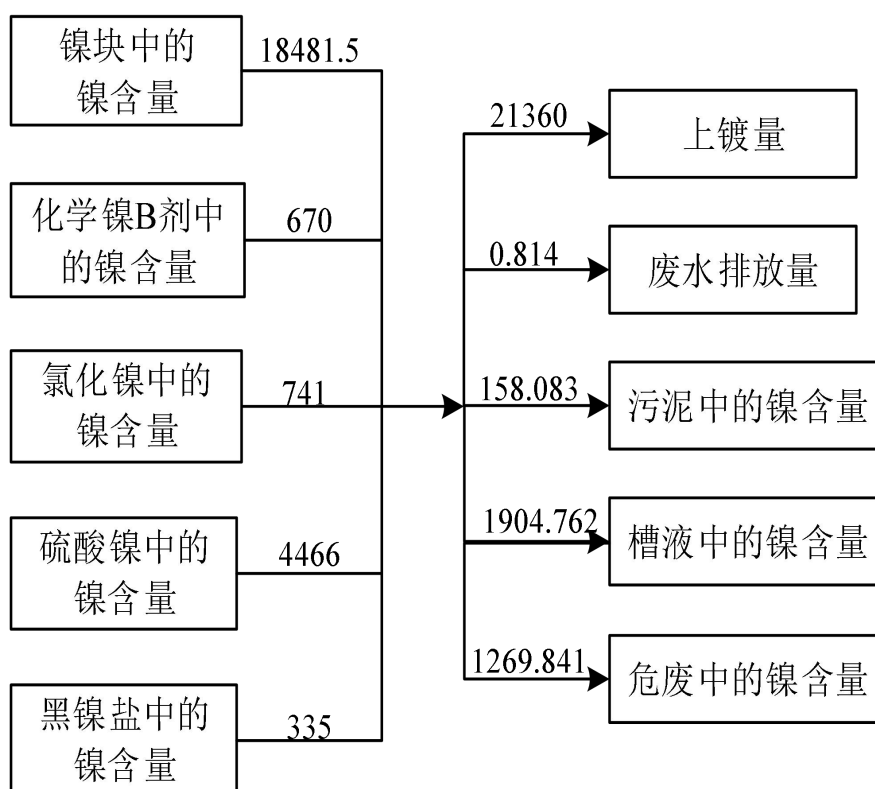 镍块中的
镍含量
18481.5
化学镍B剂中
的镍含量
670
氯化镍中的
镍含量
741
硫酸镍中的
镍含量
4466
黑镍盐中的
镍含量
335
21360
上镀量
0.814
废水排放量
158.083
污泥中的镍含量
1904.762
槽液中的镍含量
1269.841
危废中的镍含量